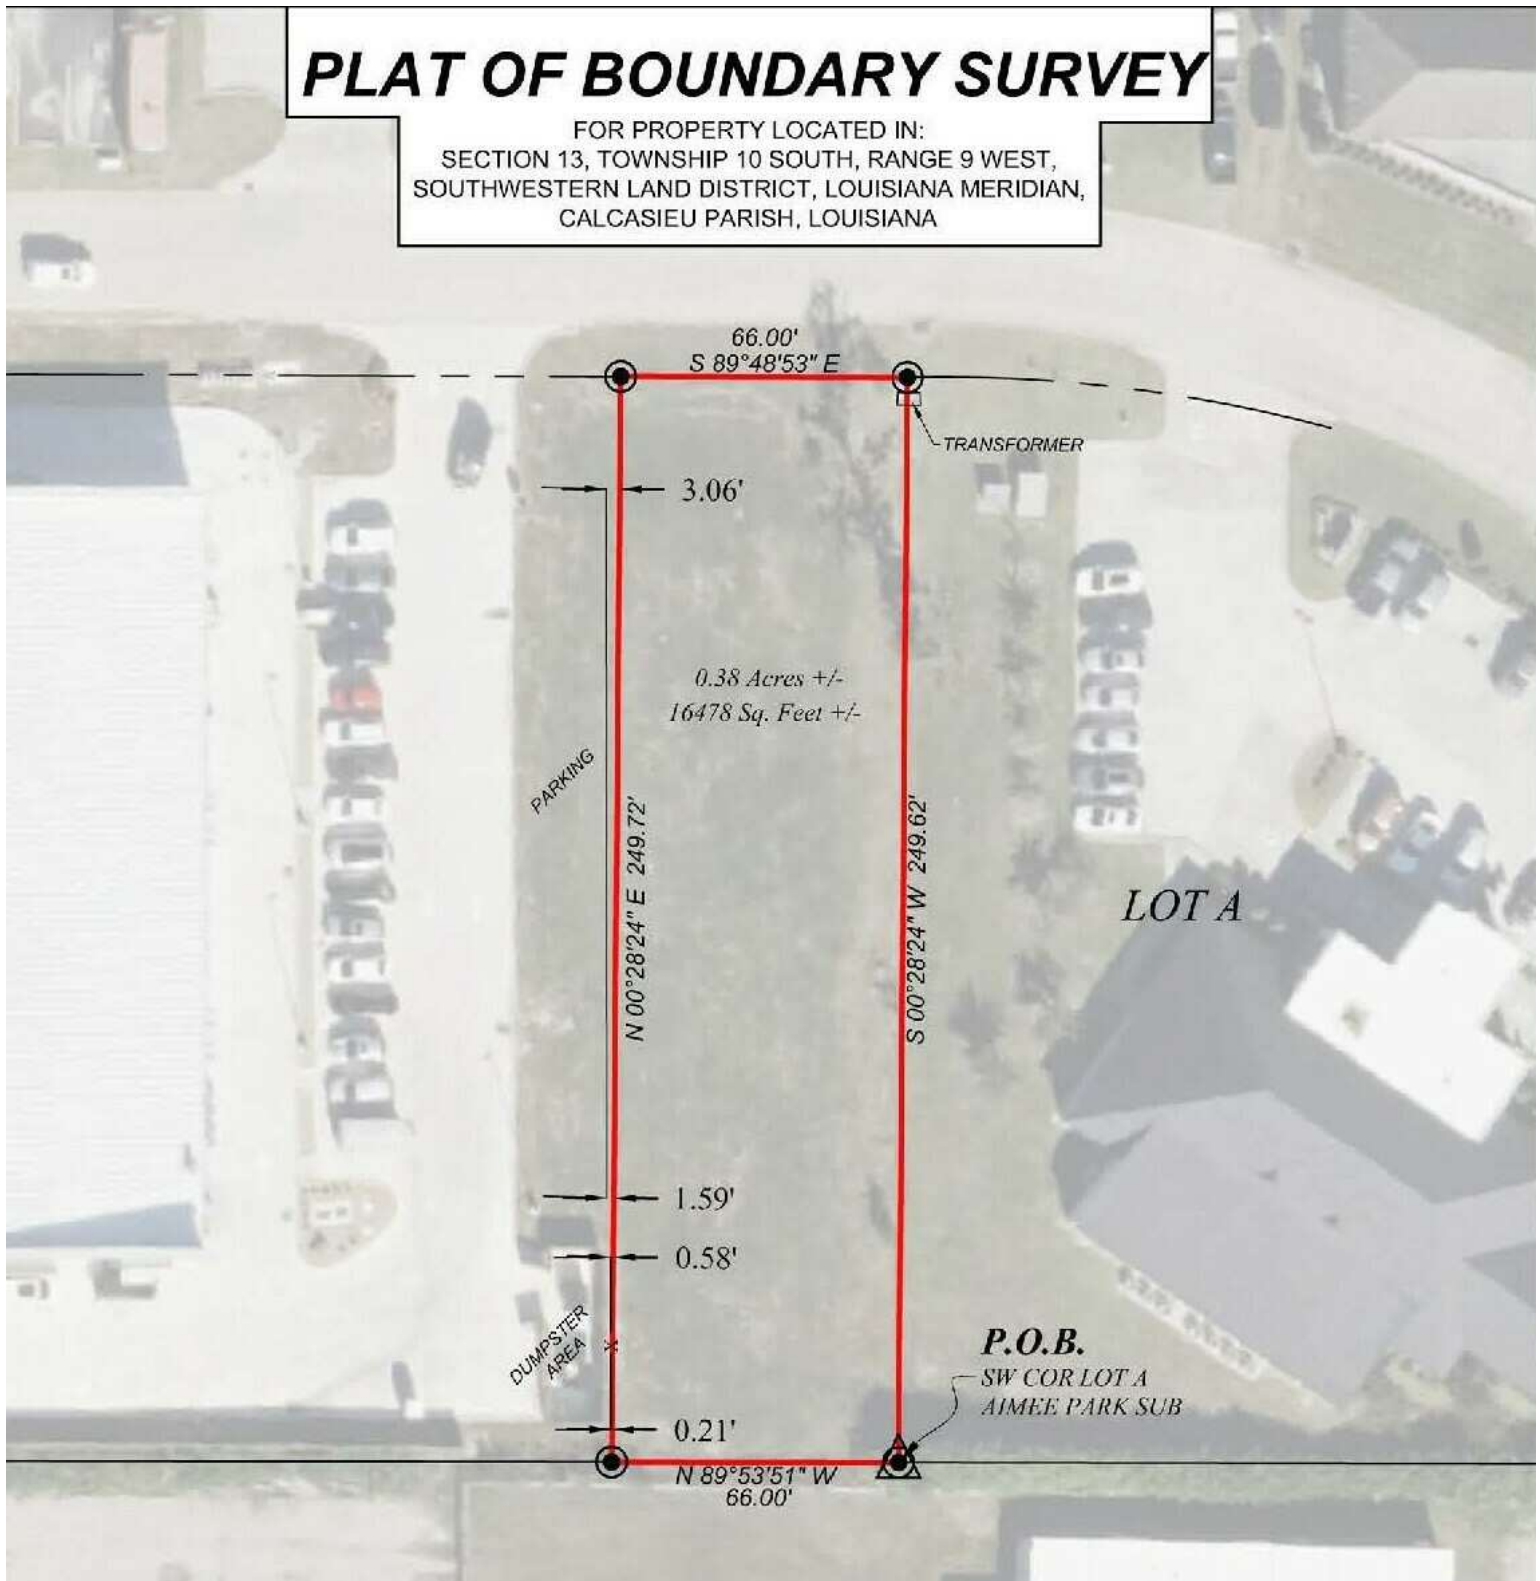 PLAT OF BOUNDARY SURVEY
FOR PROPERTY LOCATED IN:
SECTION 13, TOWNSHIP 10 SOUTH, RANGE 9 WEST,
SOUTHWESTERN LAND DISTRICT, LOUISIANA MERIDIAN,
CALCASIEU PARISH, LOUISIANA
66.00'
S 89°48'53" E
TRANSFORMER
3.06'
0.38 Acres +/-
16478 Sq. Feet +/-
PARKING
N 00°28'24" E 249.72'
S 00°28'24" W 249.62'
LOT A
1.59'
0.58'
DUMPSTER
AREA
P.O.B.
SW COR LOT A
AIMEE PARK SUB
0.21'
N 89°53'51" W
66.00'